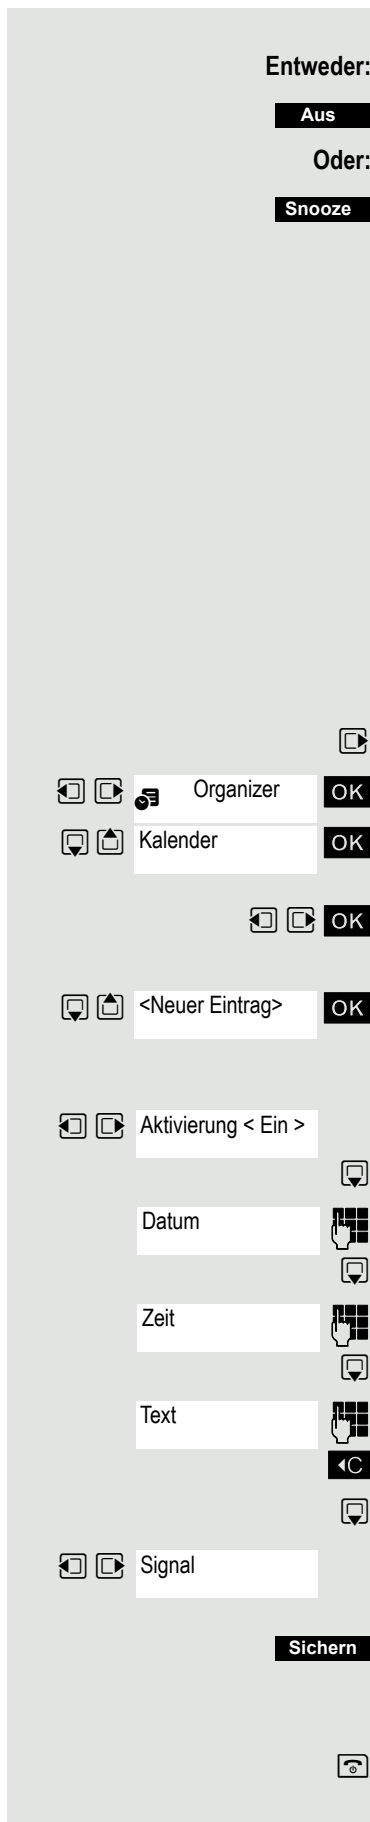 Entweder:
Aus
Oder:
Snooze
Organizer OK
Kalender OK
OK
<Neuer Eintrag> OK
Aktivierung < Ein >
Datum
Zeit
Text
C
Signal
Sichern